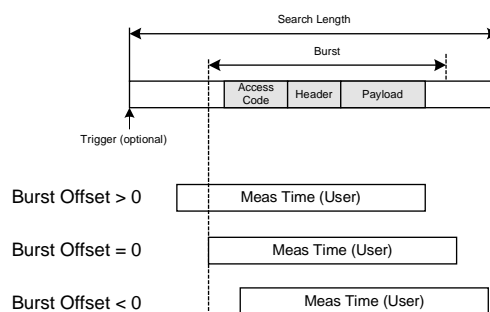 Search Length
Burst
Access
Code
Header
Payload
Trigger (optional)
Burst Offset > 0
Meas Time (User)
Burst Offset = 0
Meas Time (User)
Burst Offset < 0
Meas Time (User)